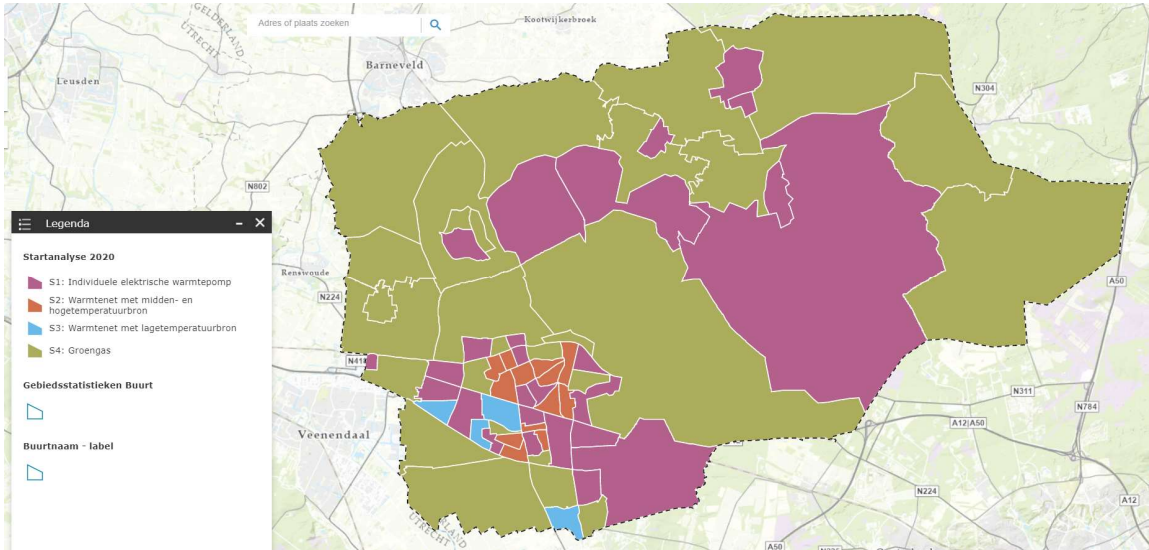 GELDERLAND
UTRECHT
Adres of plaats zoeken
Kootwijkerbroek
Leusden
Barneveld
N304
N802
Legenda
Startanalyse 2020
S1: Individuele elektrische warmtepomp
S2: Warmtenet met midden- en
hogetemperatuurbron
S3: Warmtenet met lagetemperatuurbron
S4: Groengas
Gebiedsstatistieken Buurt
Buurtnaam - label
Renswoude
N224
A50
N418
N311
N784
A12|A50
Veenendaal
N224
A12
GELDERLAND
UTRECHT
A50